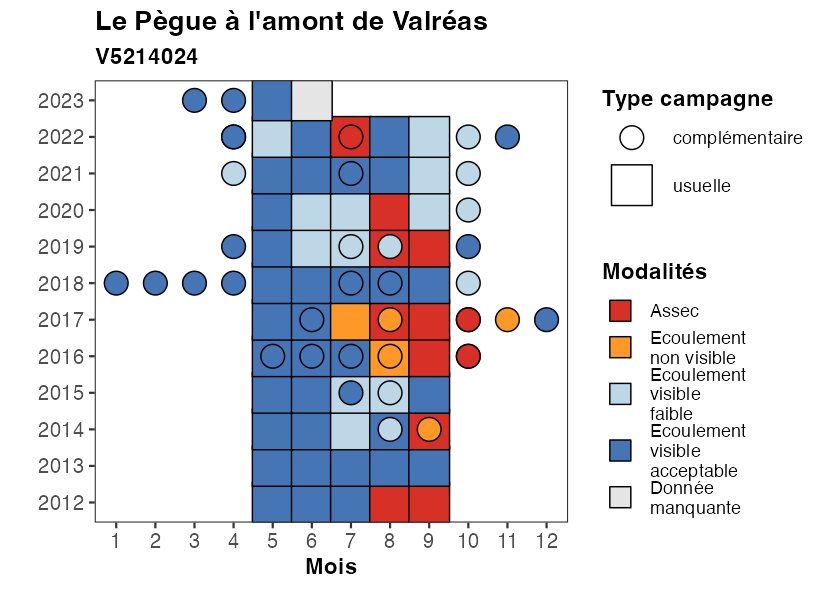 Le Pègue à l'amont de Valréas
V5214024
2023
2022
2021
2020
2019
2018
2017
2016
2015
2014
2013
2012
1 2 3 4 5 6 7 8 9 10 11 12
Mois
Type campagne
complémentaire
usuelle
Modalités
Assec
Ecoulement
non visible
Ecoulement
visible
faible
Ecoulement
visible
acceptable
Donnée
manquante